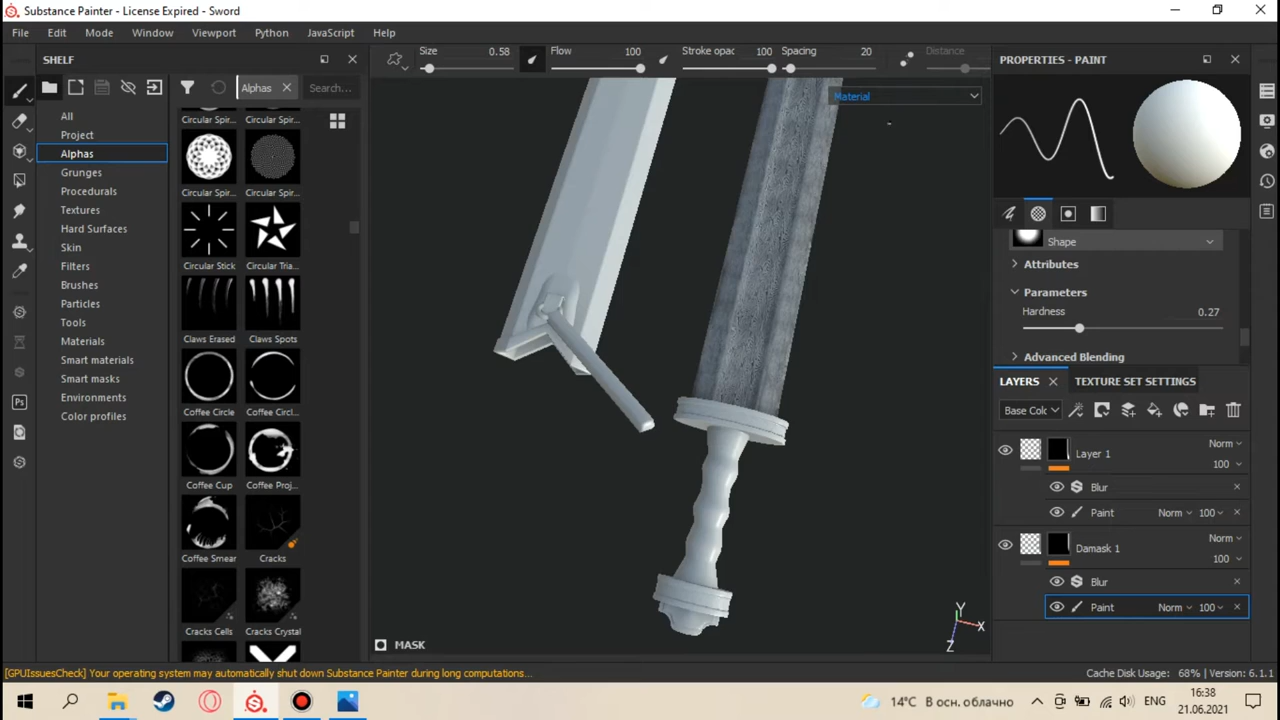 Substance Painter - License Expired - Sword
File Edit Mode Window Viewport Python JavaScript Help
SHELF
Size 0.58 Flow 100 Stroke opac 100 Spacing 20 Distance
Alphas Search...
All
Project
Alphas
Grunges
Procedurals
Textures
Hard Surfaces
Skin
Filters
Brushes
Particles
Tools
Materials
Smart materials
Smart masks
Environments
Color profiles
Circular Spir... Circular Spir...
Circular Spir... Circular Spir...
Circular Stick Circular Tria...
Claws Erased Claws Spots
Coffee Circle Coffee Circl...
Coffee Cup Coffee Proj...
Coffee Smear Cracks
Cracks Cells Cracks Crystal
Material
MASK
Y
X
Z
PROPERTIES - PAINT
Shape
Attributes
Parameters
Hardness 0.27
Advanced Blending
LAYERS TEXTURE SET SETTINGS
Base Colo
Layer 1 Norm 100
Blur
Paint Norm 100
Damask 1 Norm 100
Blur
Paint Norm 100
[GPUIssuesCheck] Your operating system may automatically shut down Substance Painter during long computations...
Cache Disk Usage: 68% | Version: 6.1.1
Ps
14°C В осн. облачно ENG 16:38
21.06.2021